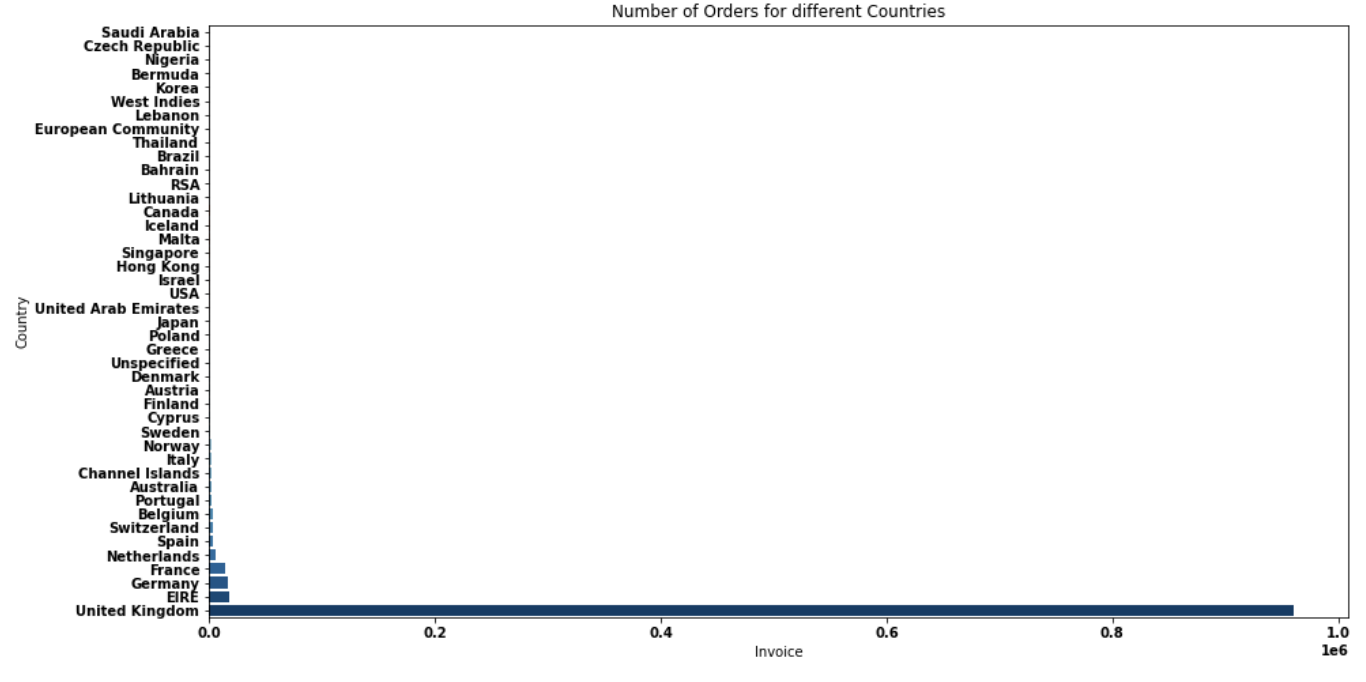 Number of Orders for different Countries
Saudi Arabia
Czech Republic
Nigeria
Bermuda
Korea
West Indies
Lebanon
European Community
Thailand
Brazil
Bahrain
RSA
Lithuania
Canada
Iceland
Malta
Singapore
Hong Kong
Israel
USA
United Arab Emirates
Japan
Poland
Greece
Unspecified
Denmark
Austria
Finland
Cyprus
Sweden
Norway
Italy
Channel Islands
Australia
Portugal
Belgium
Switzerland
Spain
Netherlands
France
Germany
EIRE
United Kingdom
Country
0.0 0.2 0.4 0.6 0.8 1.0
1e6
Invoice